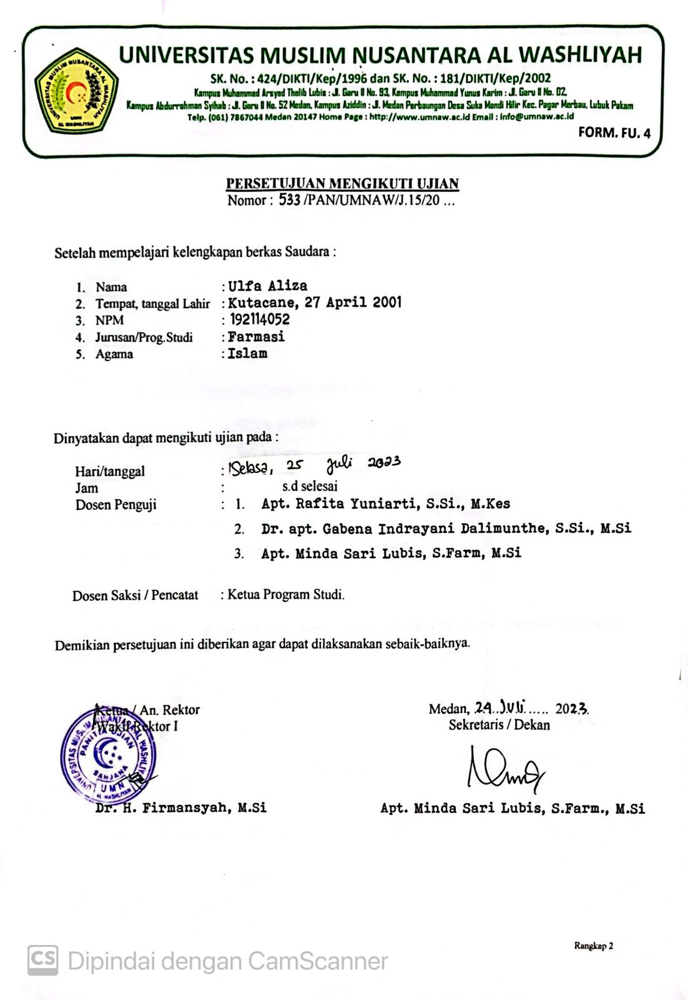 UNIVERSITAS MUSLIM NUSANTARA AL WASHLIYAH
SK. No. : 424/DIKTI/Kep/1996 dan SK. No. : 181/DIKTI/Kep/2002
Kampus Muhammad Arsyad Thalib Lubis : Jl. Garu II No. 93, Kampus Muhammad Yunus Karim : Jl. Garu II No. 02,
Kampus Abdurrahman Syihab : Jl. Garu II No. 52 Medan, Kampus Aziddin : Jl. Medan Perbaungan Desa Suka Mandi Hilir Kec. Pagar Merbau, Lubuk Pakam
Telp. (061) 7867044 Medan 20147 Home Page : http://www.umnaw.ac.id Email : info@umnaw.ac.id
FORM. FU. 4
UNIVERSITAS MUSLIM NUSANTARA AL WASHLIYAH
UMN
AL WASHLIYAH
PERSETUJUAN MENGIKUTI UJIAN
Nomor : 533 /PAN/UMNAW/J.15/20 ...
Setelah mempelajari kelengkapan berkas Saudara :
1. Nama : Ulfa Aliza
2. Tempat, tanggal Lahir : Kutacane, 27 April 2001
3. NPM : 192114052
4. Jurusan/Prog.Studi : Farmasi
5. Agama : Islam
Dinyatakan dapat mengikuti ujian pada :
Hari/tanggal : Selasa, 25 Juli 2023
Jam : s.d selesai
Dosen Penguji : 1. Apt. Rafita Yuniarti, S.Si., M.Kes
2. Dr. apt. Gabena Indrayani Dalimunthe, S.Si., M.Si
3. Apt. Minda Sari Lubis, S.Farm, M.Si
Dosen Saksi / Pencatat : Ketua Program Studi.
Demikian persetujuan ini diberikan agar dapat dilaksanakan sebaik-baiknya.
Ketua / An. Rektor
Wakil Rektor I
Medan, 24..JULI..... 2023.
Sekretaris / Dekan
UNIVERSITAS MUSLIM NUSANTARA AL WASHLIYAH
PANITIA UJIAN
SARJANA
UMN
AL-WASHLIYAH
Dr. H. Firmansyah, M.Si
Apt. Minda Sari Lubis, S.Farm., M.Si
Rangkap 2
CS Dipindai dengan CamScanner